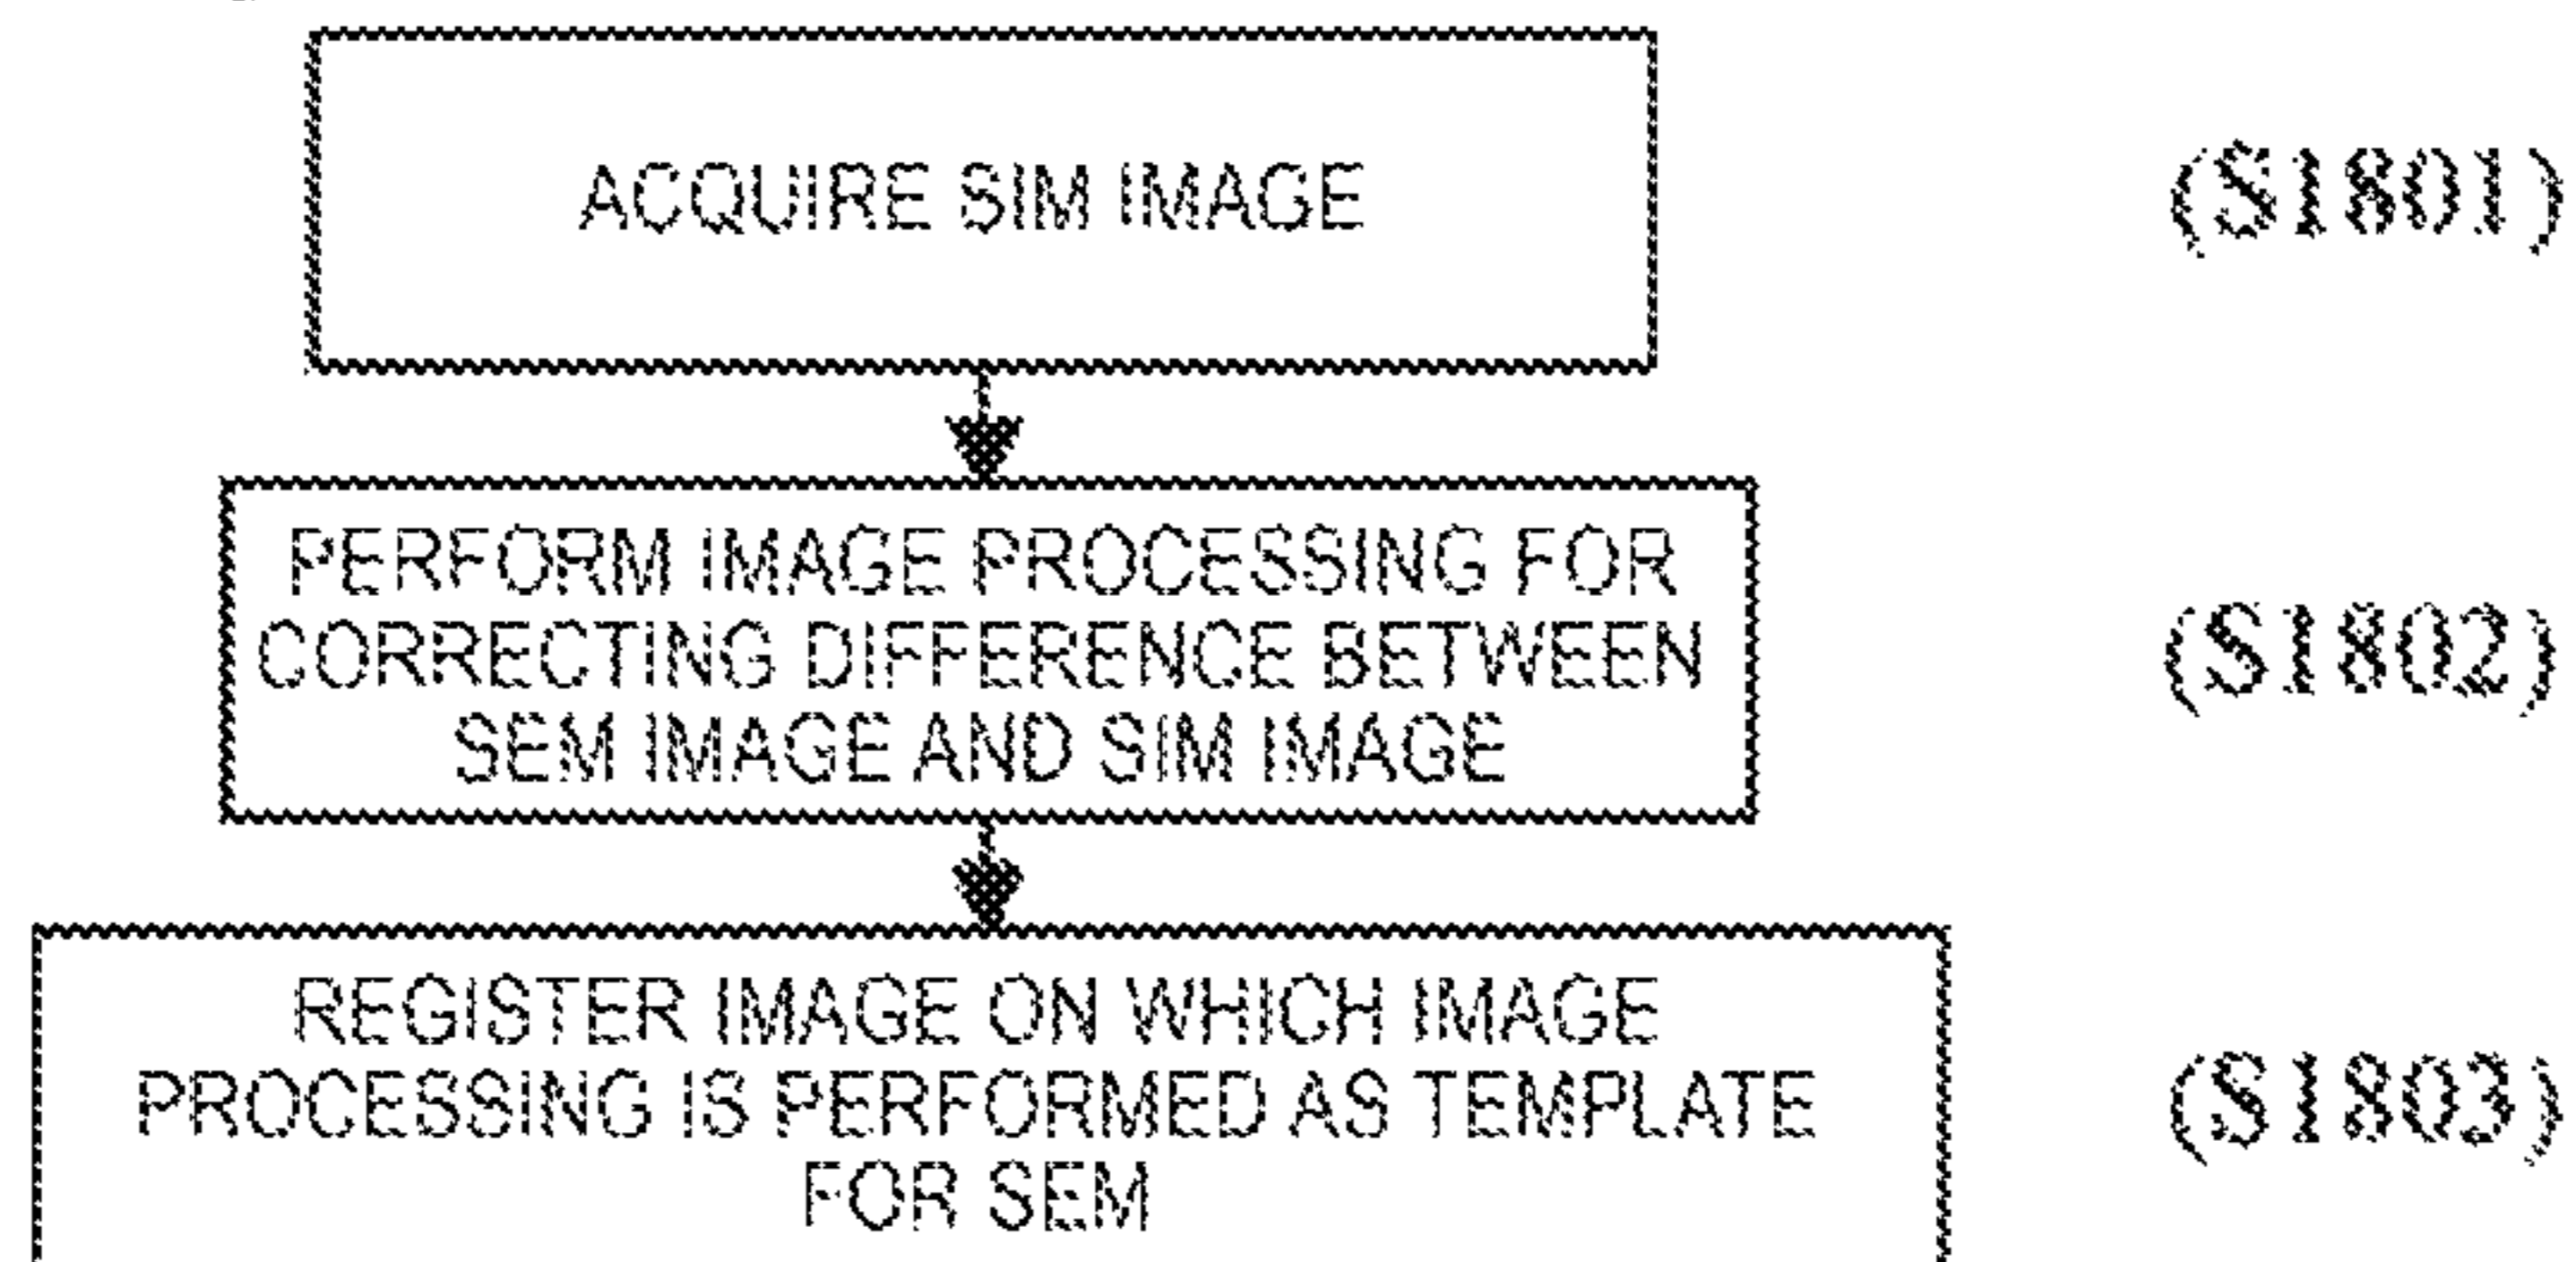 ACQUIRE SIM IMAGE
(S1801)
PERFORM IMAGE PROCESSING FOR
CORRECTING DIFFERENCE BETWEEN
SEM IMAGE AND SIM IMAGE
(S1802)
REGISTER IMAGE ON WHICH IMAGE
PROCESSING IS PERFORMED AS TEMPLATE
FOR SEM
(S1803)